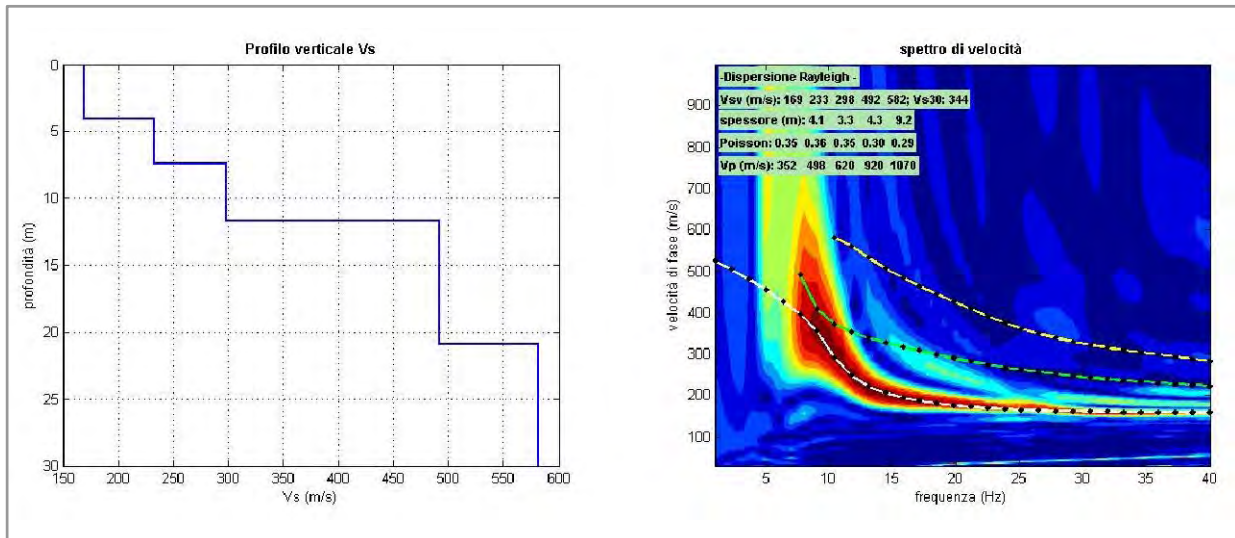 Profilo verticale Vs
0
5
10
15
20
25
30
profondità (m)
150 200 250 300 350 400 450 500 550 600
Vs (m/s)
spettro di velocità
-Dispersione Rayleigh -
Vsv (m/s): 169 233 298 492 582; Vs30: 344
spessore (m): 4.1 3.3 4.3 9.2
Poisson: 0.35 0.36 0.35 0.30 0.29
Vp (m/s): 352 498 620 920 1070
900
800
700
600
500
400
300
200
100
velocità di fase (m/s)
5 10 15 20 25 30 35 40
frequenza (Hz)